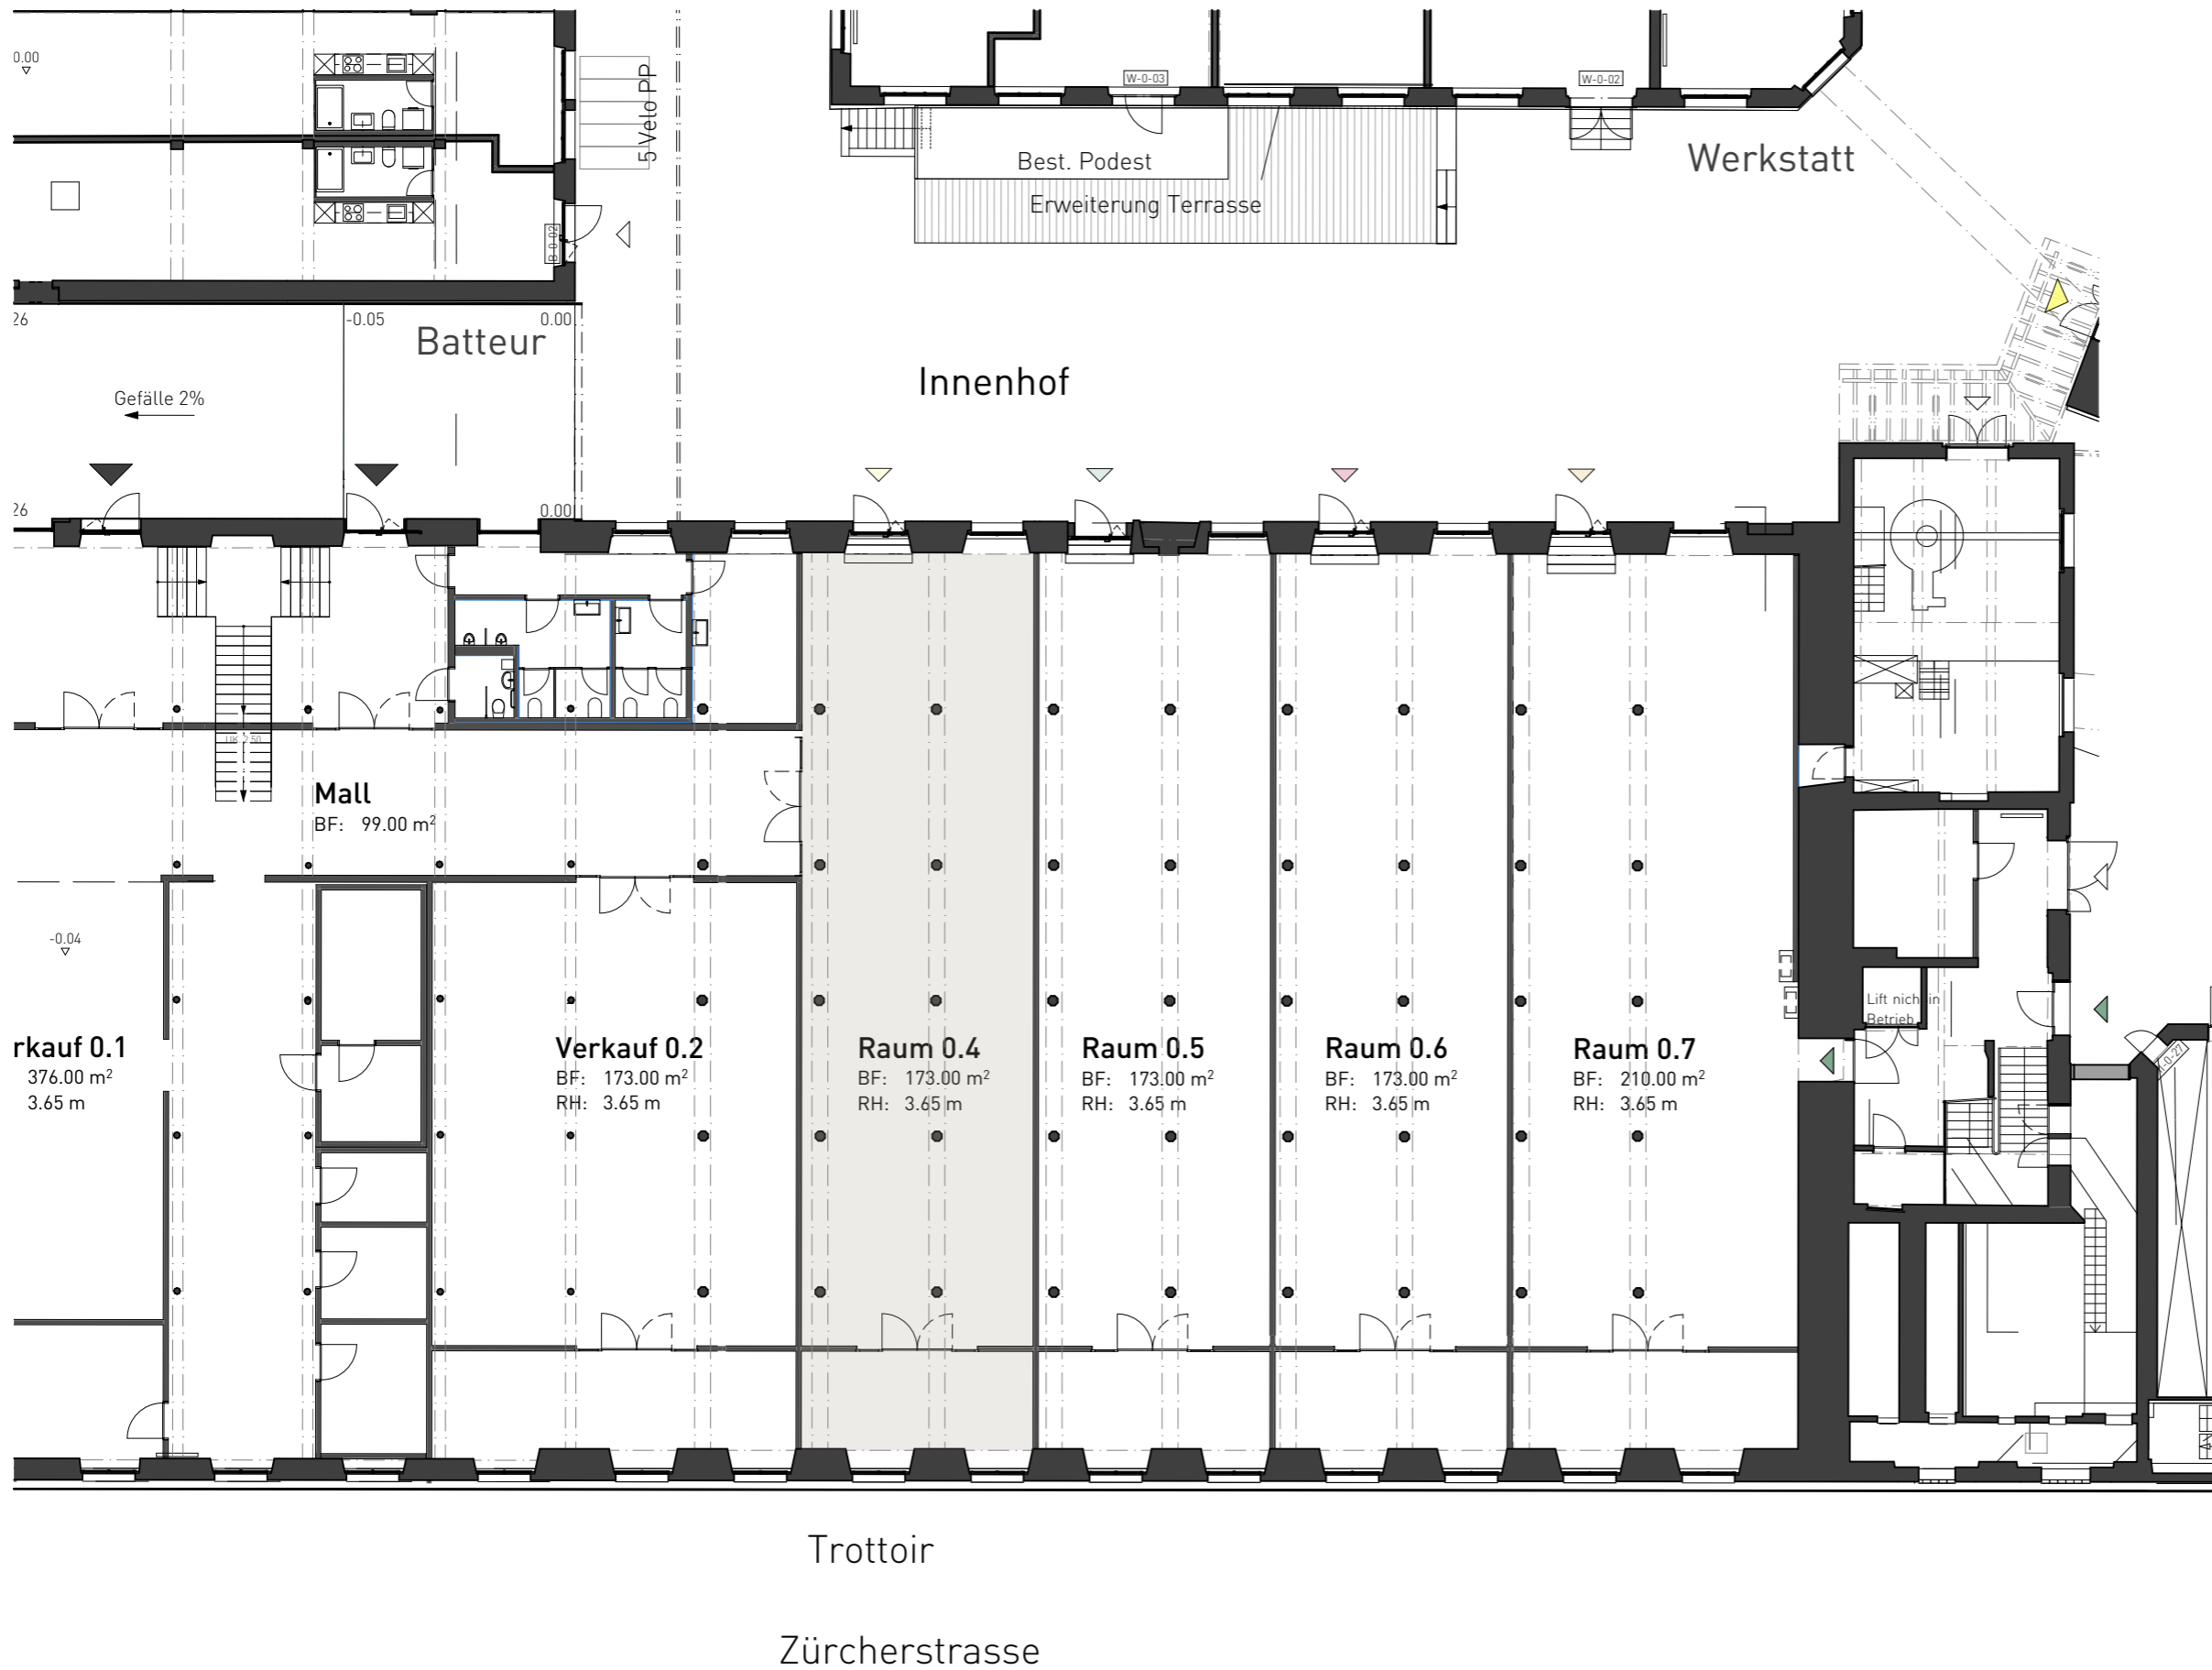 0.00
5 Velo PP
W-0-03
W-0-02
Best. Podest
Erweiterung Terrasse
Werkstatt
B-0-02
26
-0.05
0.00
Batteur
Innenhof
Gefälle 2%
26
0.00
UK 2.50
Mall
BF: 99.00 m²
-0.04
Lift nich in
Betrieb
rkauf 0.1
376.00 m²
3.65 m
Verkauf 0.2
BF: 173.00 m²
RH: 3.65 m
Raum 0.4
BF: 173.00 m²
RH: 3.65 m
Raum 0.5
BF: 173.00 m²
RH: 3.65 m
Raum 0.6
BF: 173.00 m²
RH: 3.65 m
Raum 0.7
BF: 210.00 m²
RH: 3.65 m
Trottoir
Zürcherstrasse